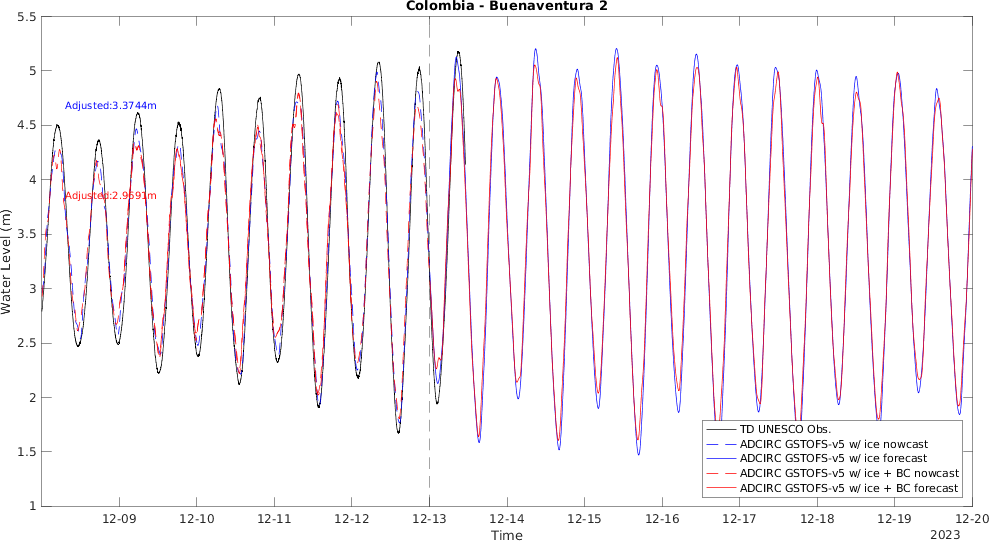 Colombia - Buenaventura 2
5.5
5
4.5
4
3.5
3
2.5
2
1.5
1
Water Level (m)
Adjusted:3.3744m
Adjusted:2.9591m
TD UNESCO Obs.
ADCIRC GSTOFS-v5 w/ ice nowcast
ADCIRC GSTOFS-v5 w/ ice forecast
ADCIRC GSTOFS-v5 w/ ice + BC nowcast
ADCIRC GSTOFS-v5 w/ ice + BC forecast
12-09 12-10 12-11 12-12 12-13 12-14 12-15 12-16 12-17 12-18 12-19 12-20
Time
2023